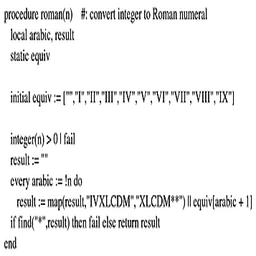 procedure roman(n) #: convert integer to Roman numeral
local arabic, result
static equiv
initial equiv := ["","I","II","III","IV","V","VI","VII","VIII","IX"]
integer(n) > 0 | fail
result := ""
every arabic := !n do
result := map(result,"IVXLCDM","XLCDM**") || equiv[arabic + 1]
if find("*",result) then fail else return result
end